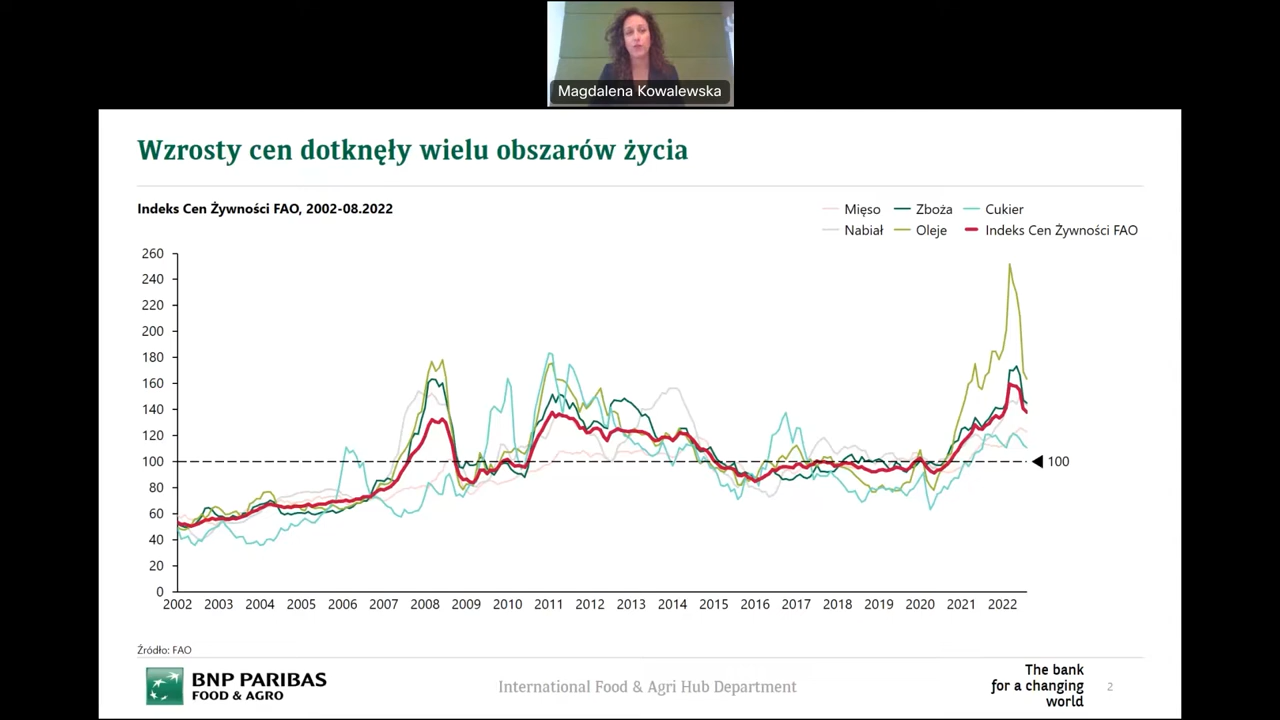 Magdalena Kowalewska
Wzrosty cen dotknęły wielu obszarów życia
Indeks Cen Żywności FAO, 2002-08.2022
Mięso Zboża Cukier
Nabiał Oleje Indeks Cen Żywności FAO
260
240
220
200
180
160
140
120
100
80
60
40
20
0
100
2002 2003 2004 2005 2006 2007 2008 2009 2010 2011 2012 2013 2014 2015 2016 2017 2018 2019 2020 2021 2022
Źródło: FAO
BNP PARIBAS
FOOD & AGRO
International Food & Agri Hub Department
The bank
for a changing
world
2